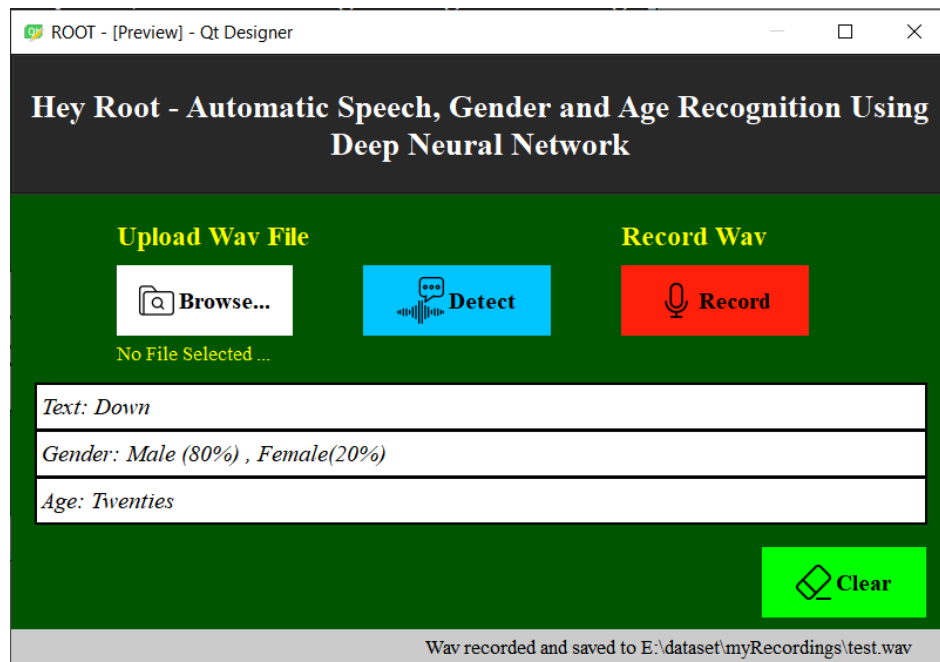 ROOT - [Preview] - Qt Designer
Hey Root - Automatic Speech, Gender and Age Recognition Using
Deep Neural Network
Upload Wav File
Record Wav
Browse...
Detect
Record
No File Selected ...
Text: Down
Gender: Male (80%) , Female(20%)
Age: Twenties
Clear
Wav recorded and saved to E:\dataset\myRecordings\test.wav